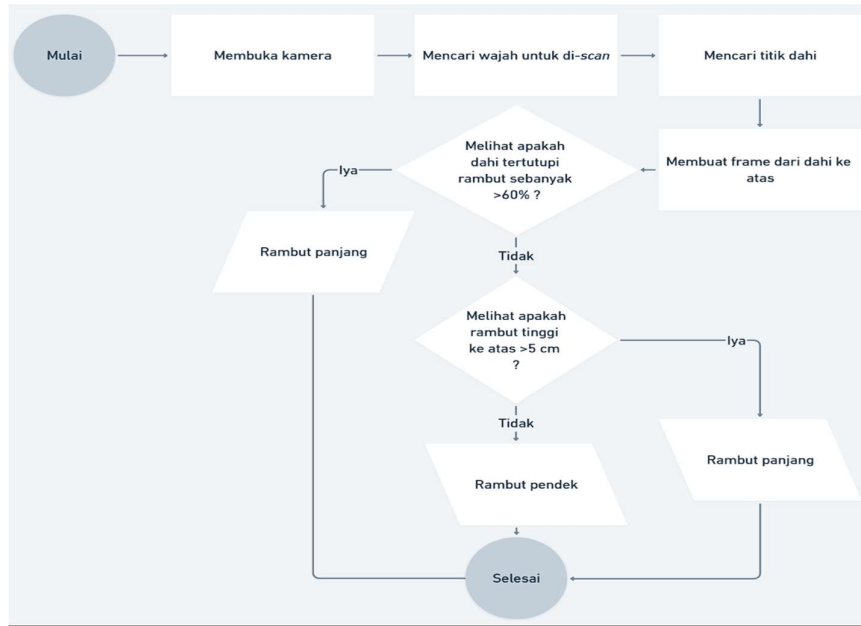 Mulai
Membuka kamera
Mencari wajah untuk di-scan
Mencari titik dahi
Membuat frame dari dahi ke
atas
Melihat apakah
dahi tertutupi
rambut sebanyak
>60% ?
Iya
Rambut panjang
Tidak
Melihat apakah
rambut tinggi
ke atas >5 cm
?
Iya
Rambut panjang
Tidak
Rambut pendek
Selesai